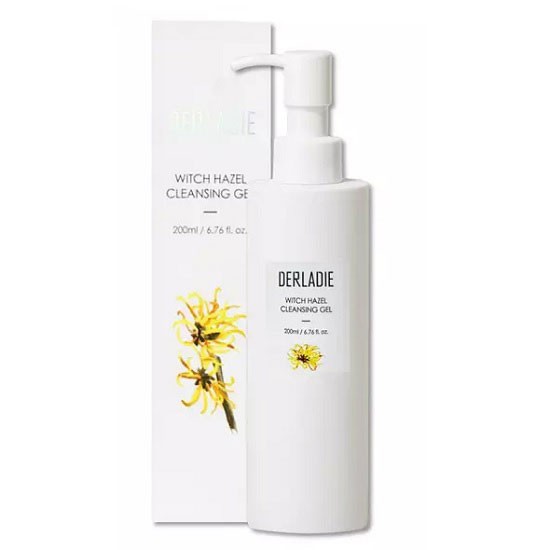 DERLADIE
WITCH HAZEL
CLEANSING GE
200ml / 6.76 fl. oz.
DERLADIE
WITCH HAZEL
CLEANSING GEL
200ml / 6.76 fl. oz.